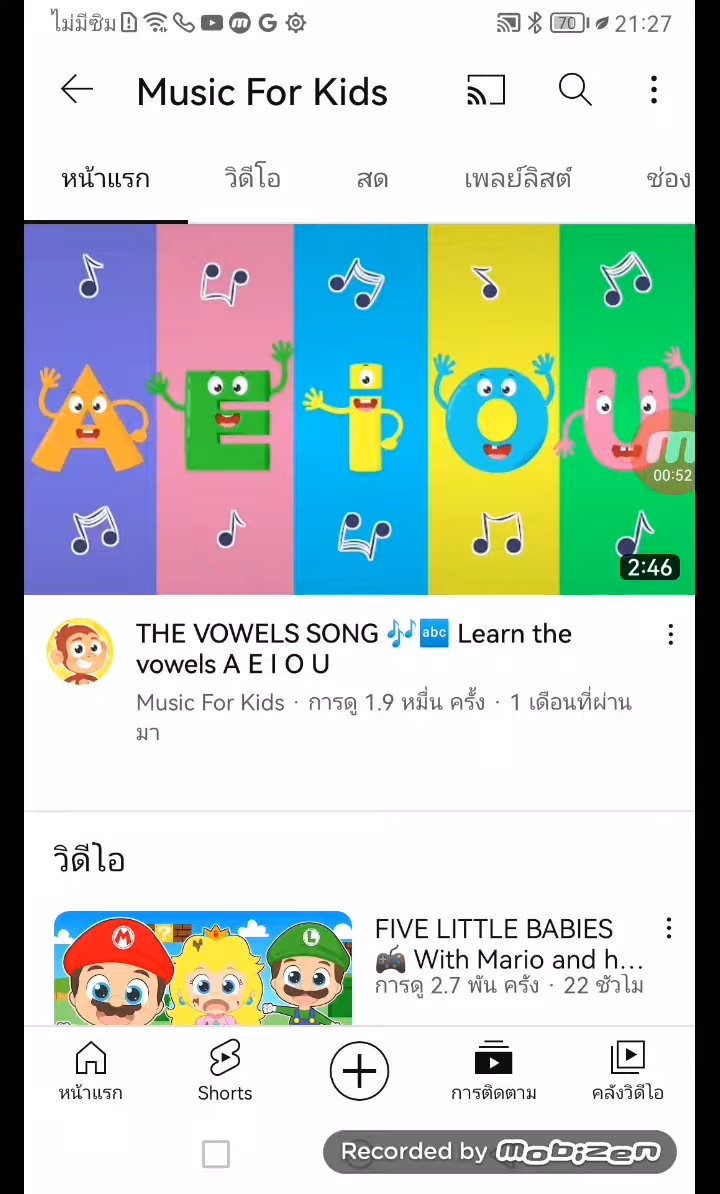 ไม่มีซิม 70 21:27
Music For Kids
หน้าแรก วิดีโอ สด เพลย์ลิสต์ ช่อง
A E I O U
00:52
2:46
THE VOWELS SONG 🎶🔤 Learn the
vowels A E I O U
Music For Kids · การดู 1.9 หมื่น ครั้ง · 1 เดือนที่ผ่าน
มา
วิดีโอ
M L
FIVE LITTLE BABIES
🎮 With Mario and h...
การดู 2.7 พัน ครั้ง · 22 ชั่วโม
หน้าแรก Shorts การติดตาม คลังวิดีโอ
Recorded by mobizen